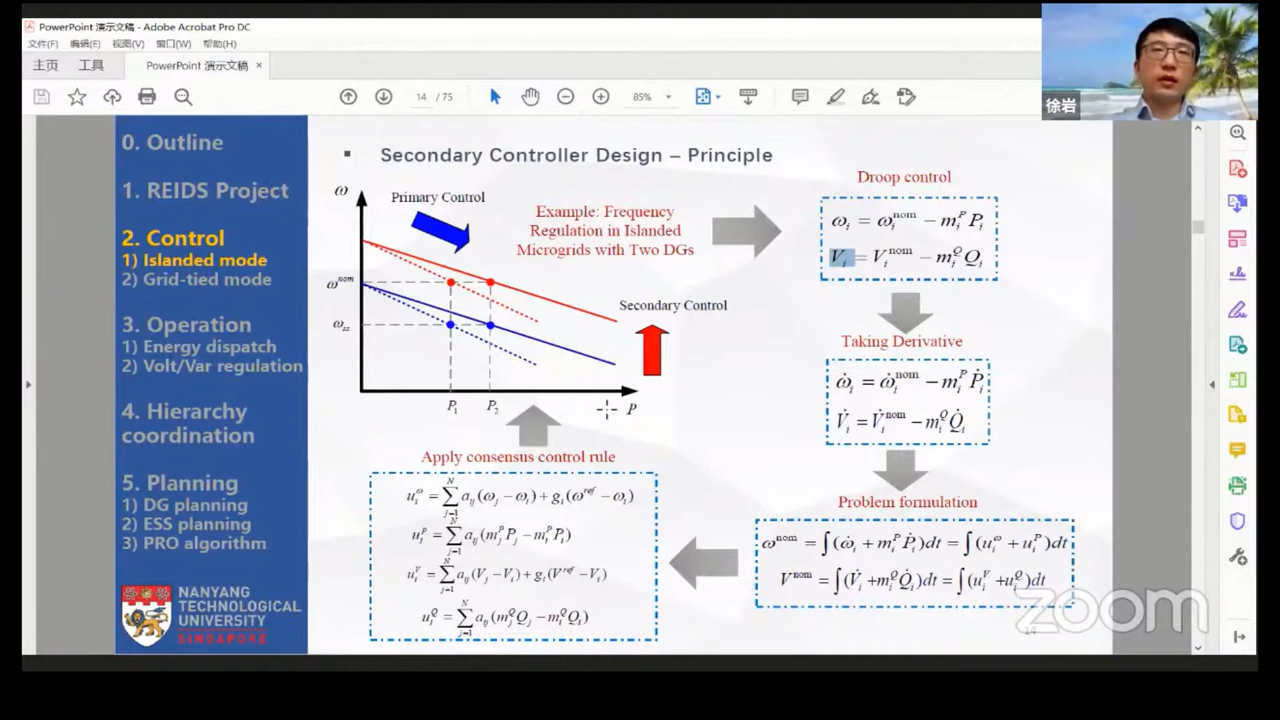 PowerPoint 演示文稿 - Adobe Acrobat Pro DC
文件(F) 编辑(E) 视图(V) 窗口(W) 帮助(H)
主页 工具 PowerPoint 演示文稿 ×
14 / 75 85%
徐岩
0. Outline
1. REIDS Project
2. Control
1) Islanded mode
2) Grid-tied mode
3. Operation
1) Energy dispatch
2) Volt/Var regulation
4. Hierarchy
coordination
5. Planning
1) DG planning
2) ESS planning
3) PRO algorithm
NANYANG
TECHNOLOGICAL
UNIVERSITY
SINGAPORE
▪ Secondary Controller Design – Principle
ω
Primary Control
Example: Frequency
Regulation in Islanded
Microgrids with Two DGs
ω^nom
ω_ss
Secondary Control
P₁ P₂ P
Droop control
ω_i = ω_i^nom − m_i^P P_i
V_i = V_i^nom − m_i^Q Q_i
Taking Derivative
ω̇_i = ω̇_i^nom − m_i^P Ṗ_i
V̇_i = V̇_i^nom − m_i^Q Q̇_i
Problem formulation
ω^nom = ∫(ω̇_i + m_i^P Ṗ_i)dt = ∫(u_i^ω + u_i^P)dt
V^nom = ∫(V̇_i + m_i^Q Q̇_i)dt = ∫(u_i^V + u_i^Q)dt
Apply consensus control rule
u_i^ω = ∑_{j=1}^N a_ij(ω_j − ω_i) + g_i(ω^ref − ω_i)
u_i^P = ∑_{j=1}^N a_ij(m_j^P P_j − m_i^P P_i)
u_i^V = ∑_{j=1}^N a_ij(V_j − V_i) + g_i(V^ref − V_i)
u_i^Q = ∑_{j=1}^N a_ij(m_j^Q Q_j − m_i^Q Q_i)
14
zoom